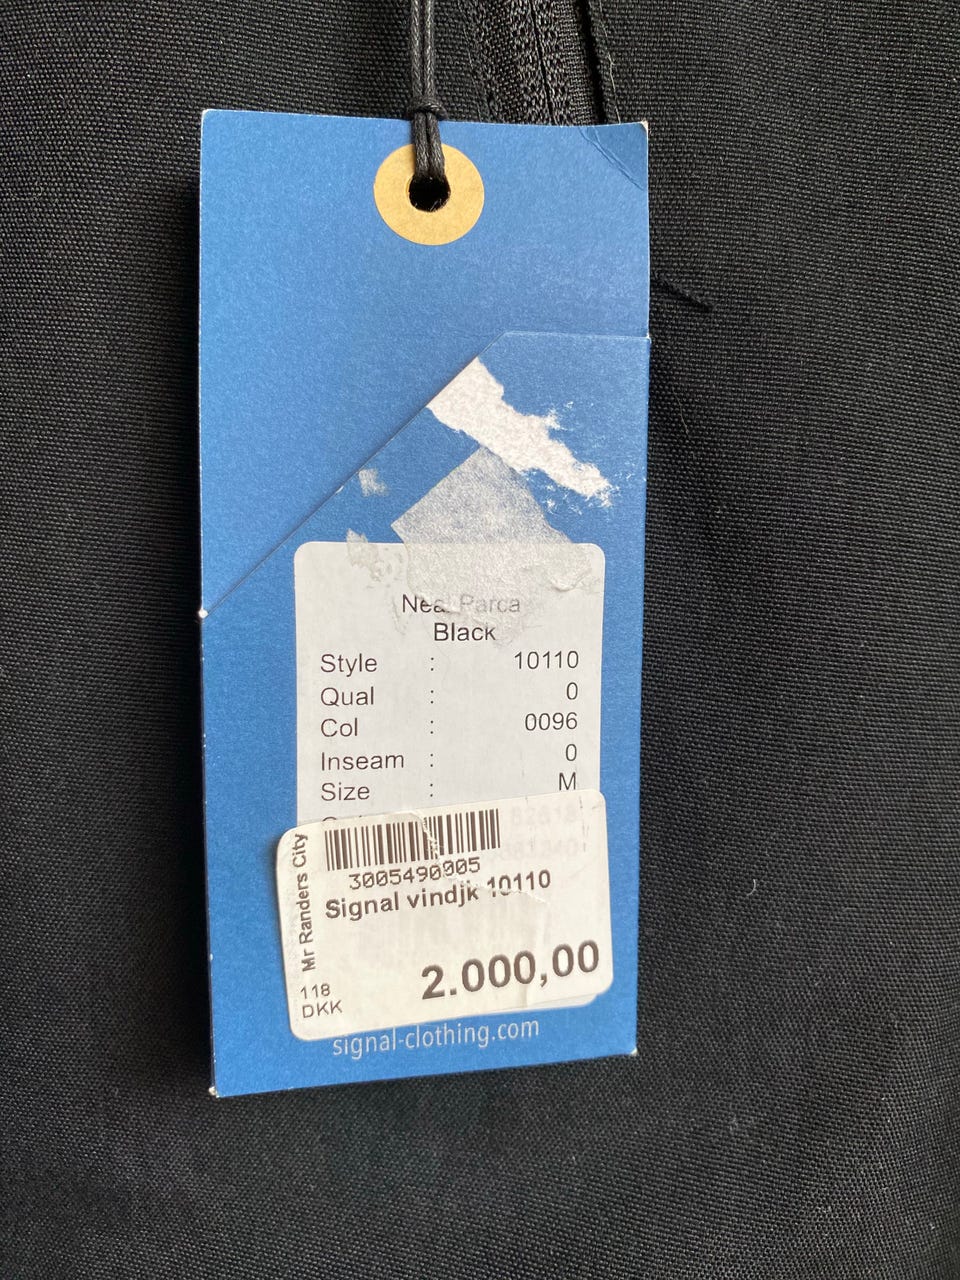 Neal Parca
Black
Style : 10110
Qual : 0
Col : 0096
Inseam : 0
Size : M
Mr Randers City
3005490905
Signal vindjk 10110
118
DKK
2.000,00
signal-clothing.com